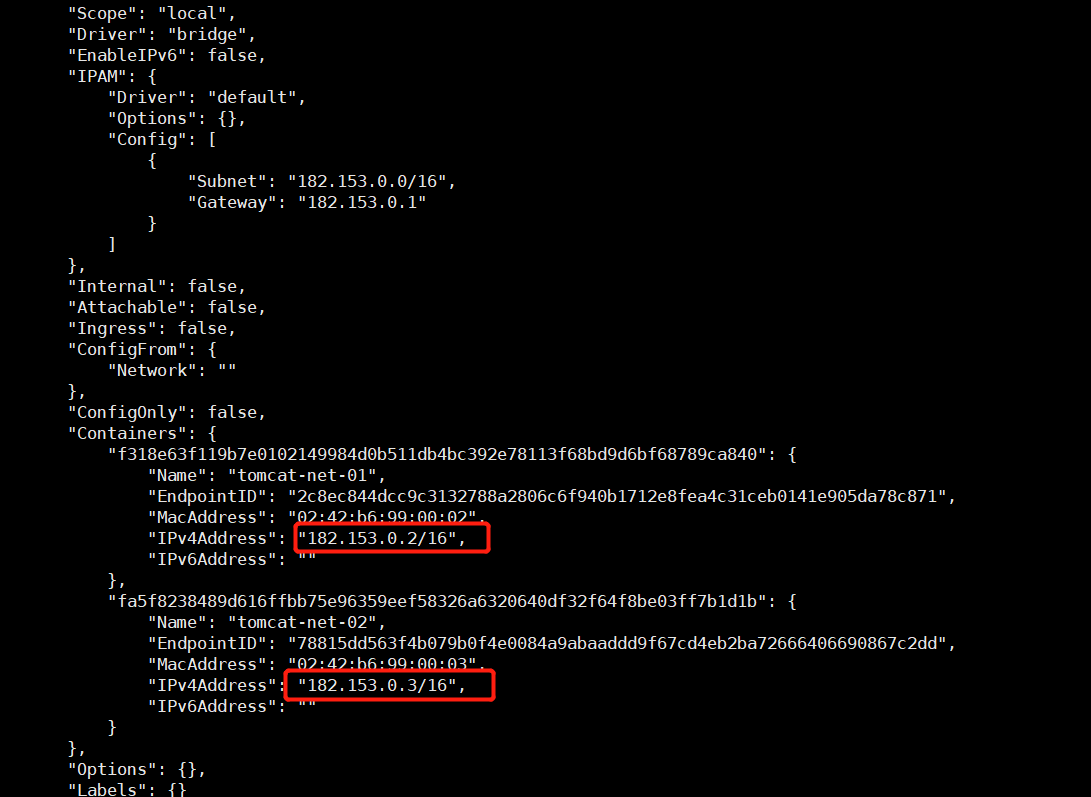 "Scope": "local",
"Driver": "bridge",
"EnableIPv6": false,
"IPAM": {
"Driver": "default",
"Options": {},
"Config": [
{
"Subnet": "182.153.0.0/16",
"Gateway": "182.153.0.1"
}
]
},
"Internal": false,
"Attachable": false,
"Ingress": false,
"ConfigFrom": {
"Network": ""
},
"ConfigOnly": false,
"Containers": {
"f318e63f119b7e0102149984d0b511db4bc392e78113f68bd9d6bf68789ca840": {
"Name": "tomcat-net-01",
"EndpointID": "2c8ec844dcc9c3132788a2806c6f940b1712e8fea4c31ceb0141e905da78c871",
"MacAddress": "02:42:b6:99:00:02",
"IPv4Address": "182.153.0.2/16",
"IPv6Address": ""
},
"fa5f8238489d616ffbb75e96359eef58326a6320640df32f64f8be03ff7b1d1b": {
"Name": "tomcat-net-02",
"EndpointID": "78815dd563f4b079b0f4e0084a9abaaddd9f67cd4eb2ba72666406690867c2dd",
"MacAddress": "02:42:b6:99:00:03",
"IPv4Address": "182.153.0.3/16",
"IPv6Address": ""
}
},
"Options": {},
"Labels": {}